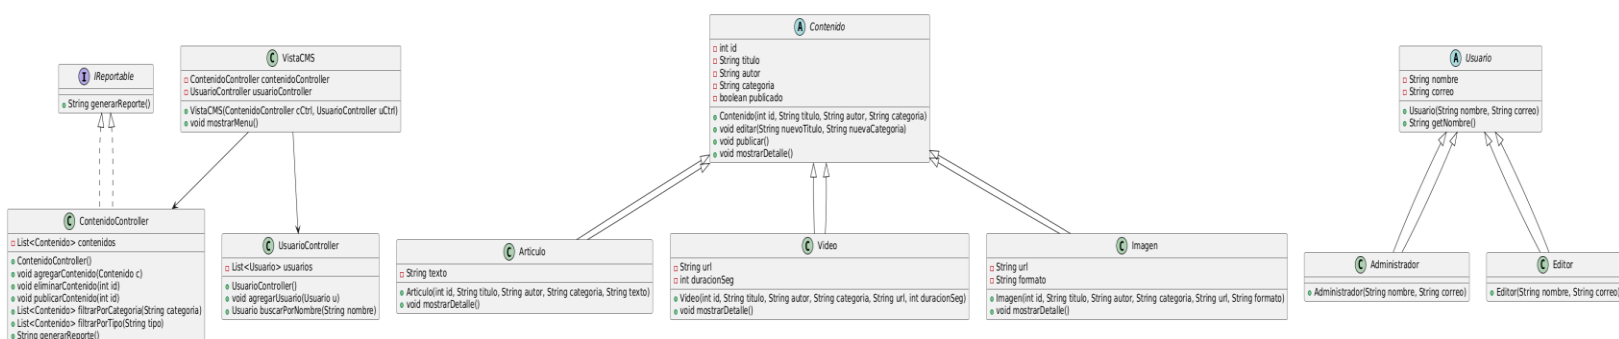 IReportable
String generarReporte()
VistaCMS
ContenidoController contenidoController
UsuarioController usuarioController
VistaCMS(ContenidoController cCtrl, UsuarioController uCtrl)
void mostrarMenu()
Contenido
int id
String titulo
String autor
String categoria
boolean publicado
Contenido(int id, String titulo, String autor, String categoria)
void editar(String nuevoTitulo, String nuevaCategoria)
void publicar()
void mostrarDetalle()
Usuario
String nombre
String correo
Usuario(String nombre, String correo)
String getNombre()
ContenidoController
List<Contenido> contenidos
ContenidoController()
void agregarContenido(Contenido c)
void eliminarContenido(int id)
void publicarContenido(int id)
List<Contenido> filtrarPorCategoria(String categoria)
List<Contenido> filtrarPorTipo(String tipo)
String generarReporte()
UsuarioController
List<Usuario> usuarios
UsuarioController()
void agregarUsuario(Usuario u)
Usuario buscarPorNombre(String nombre)
Articulo
String texto
Articulo(int id, String titulo, String autor, String categoria, String texto)
void mostrarDetalle()
Video
String url
int duracionSeg
Video(int id, String titulo, String autor, String categoria, String url, int duracionSeg)
void mostrarDetalle()
Imagen
String url
String formato
Imagen(int id, String titulo, String autor, String categoria, String url, String formato)
void mostrarDetalle()
Administrador
Administrador(String nombre, String correo)
Editor
Editor(String nombre, String correo)